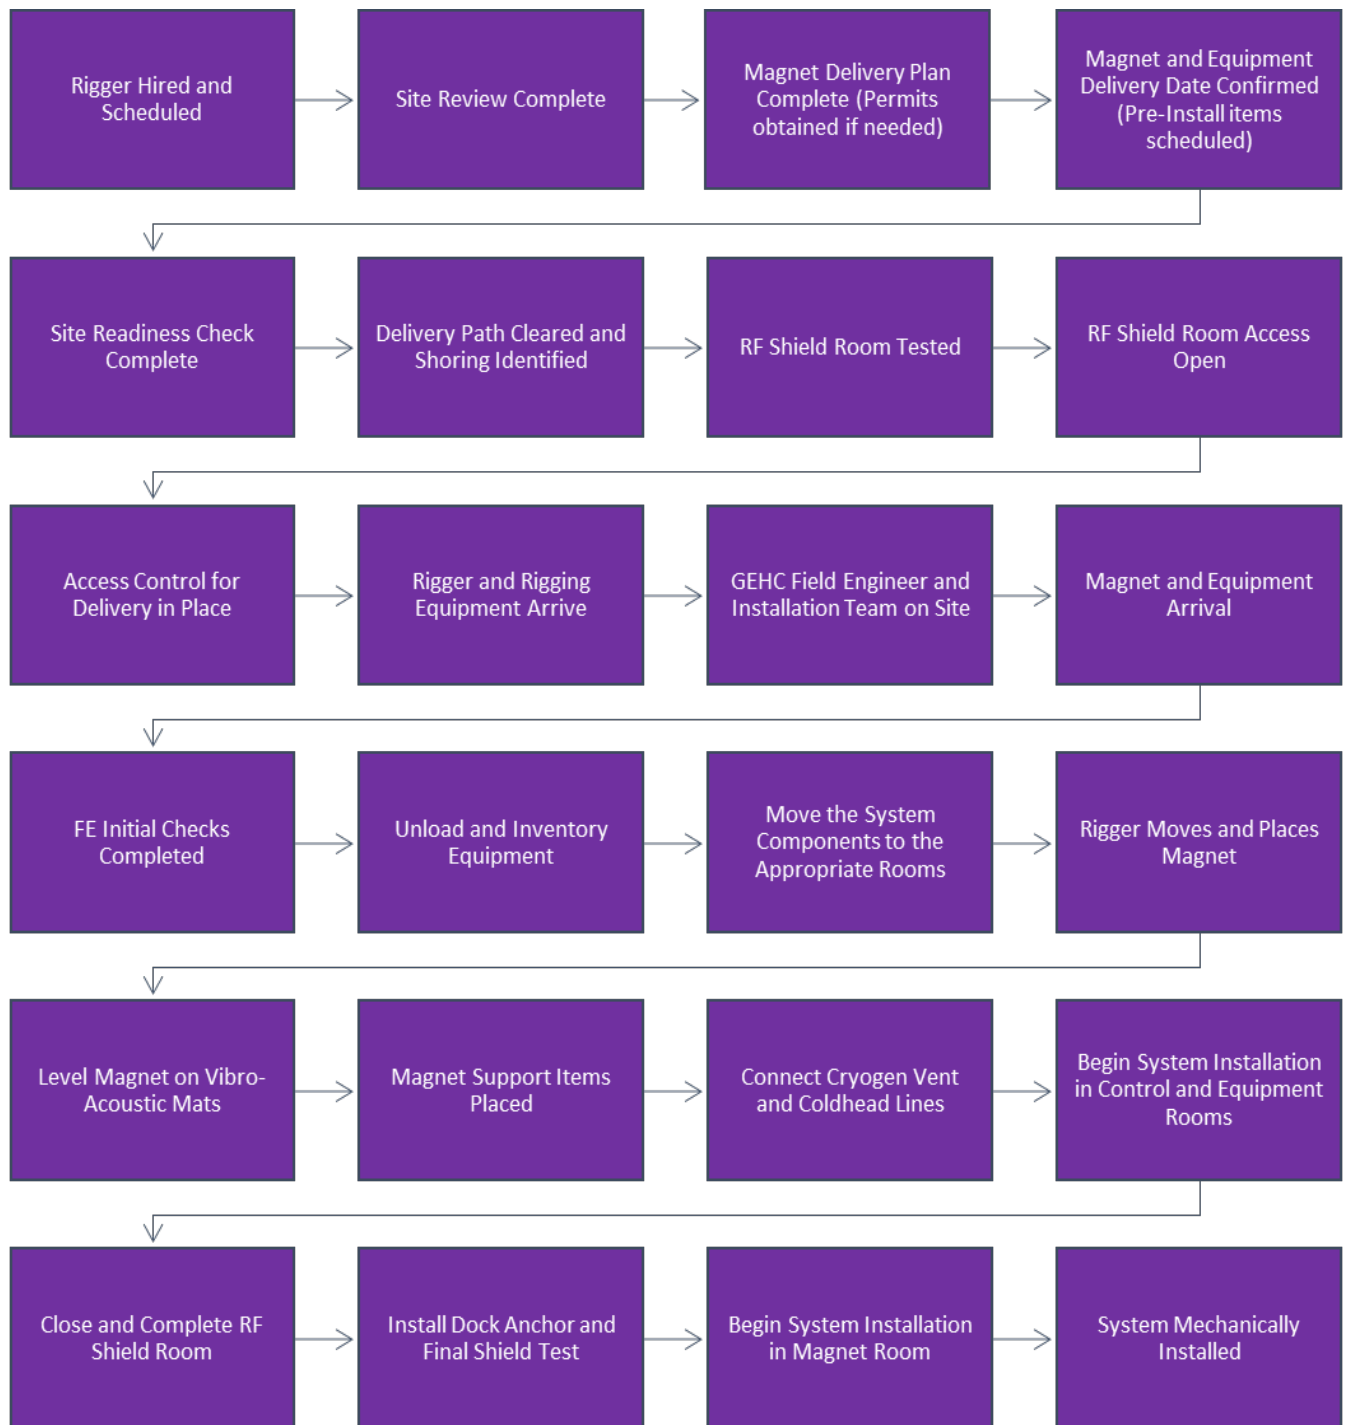 Rigger Hired and
Scheduled
Site Review Complete
Magnet Delivery Plan
Complete (Permits
obtained if needed)
Magnet and Equipment
Delivery Date Confirmed
(Pre-Install items
scheduled)
Site Readiness Check
Complete
Delivery Path Cleared and
Shoring Identified
RF Shield Room Tested
RF Shield Room Access
Open
Access Control for
Delivery in Place
Rigger and Rigging
Equipment Arrive
GEHC Field Engineer and
Installation Team on Site
Magnet and Equipment
Arrival
FE Initial Checks
Completed
Unload and Inventory
Equipment
Move the System
Components to the
Appropriate Rooms
Rigger Moves and Places
Magnet
Level Magnet on Vibro-
Acoustic Mats
Magnet Support Items
Placed
Connect Cryogen Vent
and Coldhead Lines
Begin System Installation
in Control and Equipment
Rooms
Close and Complete RF
Shield Room
Install Dock Anchor and
Final Shield Test
Begin System Installation
in Magnet Room
System Mechanically
Installed